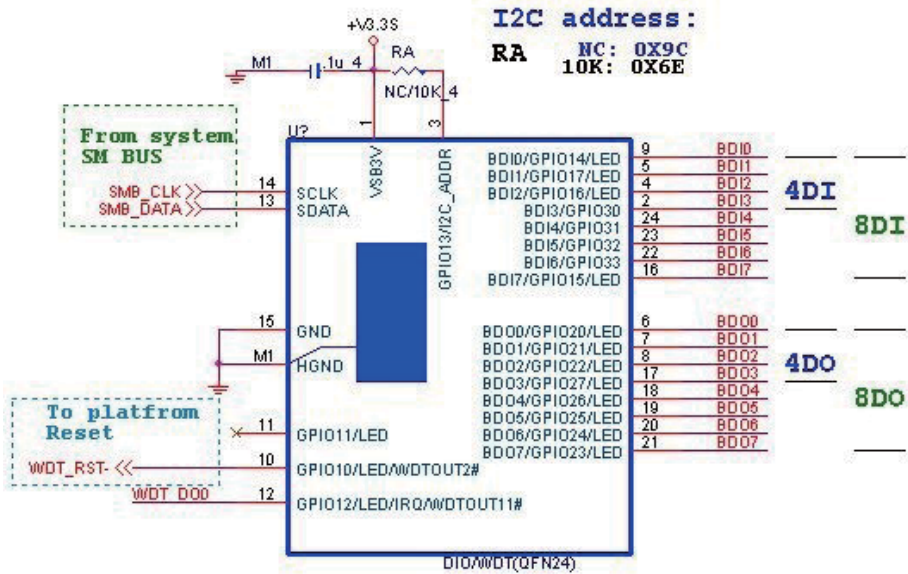 I2C address:
RA NC: 0X9C
10K: 0X6E
+V3.3S
RA
M1 .1u_4
NC/10K_4
From system
SM BUS
SMB_CLK
SMB_DATA
U?
1
3
14
13
SCLK
SDATA
VSB3V
GPIO13/I2C_ADDR
BDI0/GPIO14/LED 9 BDI0
BDI1/GPIO17/LED 5 BDI1
BDI2/GPIO16/LED 4 BDI2
BDI3/GPIO30 2 BDI3
BDI4/GPIO31 24 BDI4
BDI5/GPIO32 23 BDI5
BDI6/GPIO33 22 BDI6
BDI7/GPIO15/LED 16 BDI7
4DI
8DI
15 GND
M1 HGND
BDO0/GPIO20/LED 6 BDO0
BDO1/GPIO21/LED 7 BDO1
BDO2/GPIO22/LED 8 BDO2
BDO3/GPIO27/LED 17 BDO3
BDO4/GPIO26/LED 18 BDO4
BDO5/GPIO25/LED 19 BDO5
BDO6/GPIO24/LED 20 BDO6
BDO7/GPIO23/LED 21 BDO7
4DO
8DO
To platfrom
Reset
WDT_RST-
11 GPIO11/LED
10 GPIO10/LED/WDTOUT2#
WDT_DO0 12 GPIO12/LED/IRQ/WDTOUT11#
DIO/WDT(QFN24)